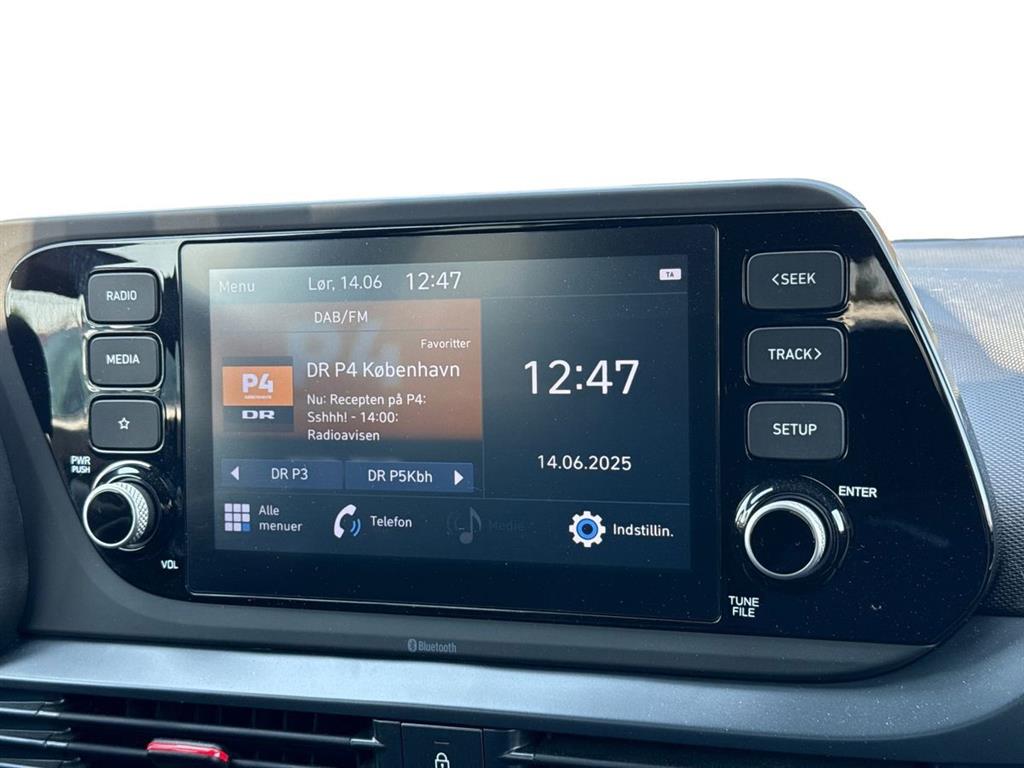 RADIO
MEDIA
PWR
PUSH
VOL
Menu
Lør, 14.06
12:47
TA
DAB/FM
Favoritter
P4
DR
DR P4 København
Nu: Recepten på P4:
Sshhh! - 14:00:
Radioavisen
DR P3
DR P5Kbh
12:47
14.06.2025
Alle
menuer
Telefon
Medie
Indstillin.
<SEEK
TRACK>
SETUP
ENTER
TUNE
FILE
Bluetooth